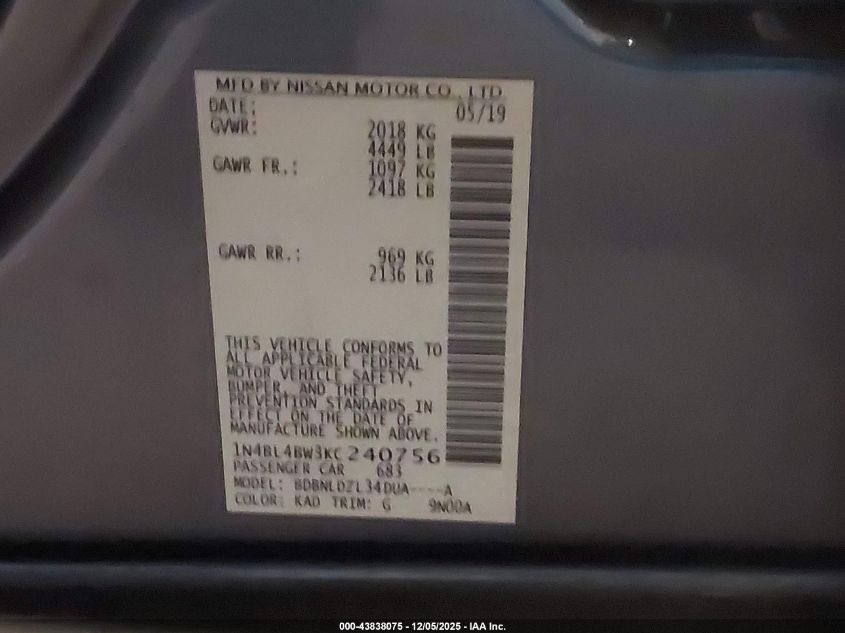 MFD BY NISSAN MOTOR CO., LTD.
DATE: 05/19
GVWR: 2018 KG
4449 LB
GAWR FR.: 1097 KG
2418 LB
GAWR RR.: 969 KG
2136 LB
THIS VEHICLE CONFORMS TO
ALL APPLICABLE FEDERAL
MOTOR VEHICLE SAFETY,
BUMPER, AND THEFT
PREVENTION STANDARDS IN
EFFECT ON THE DATE OF
MANUFACTURE SHOWN ABOVE.
1N4BL4BW3KC240756
PASSENGER CAR 683
MODEL: BDBNLDZL34DUA----A
COLOR: KAD TRIM: G 9N00A
000-43838075 - 12/05/2025 - IAA Inc.